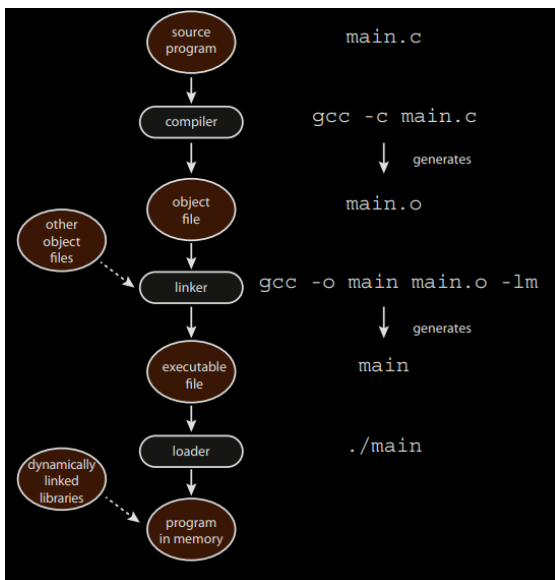 source
program
main.c
compiler
gcc -c main.c
generates
object
file
main.o
other
object
files
linker
gcc -o main main.o -lm
generates
executable
file
main
loader
./main
dynamically
linked
libraries
program
in memory